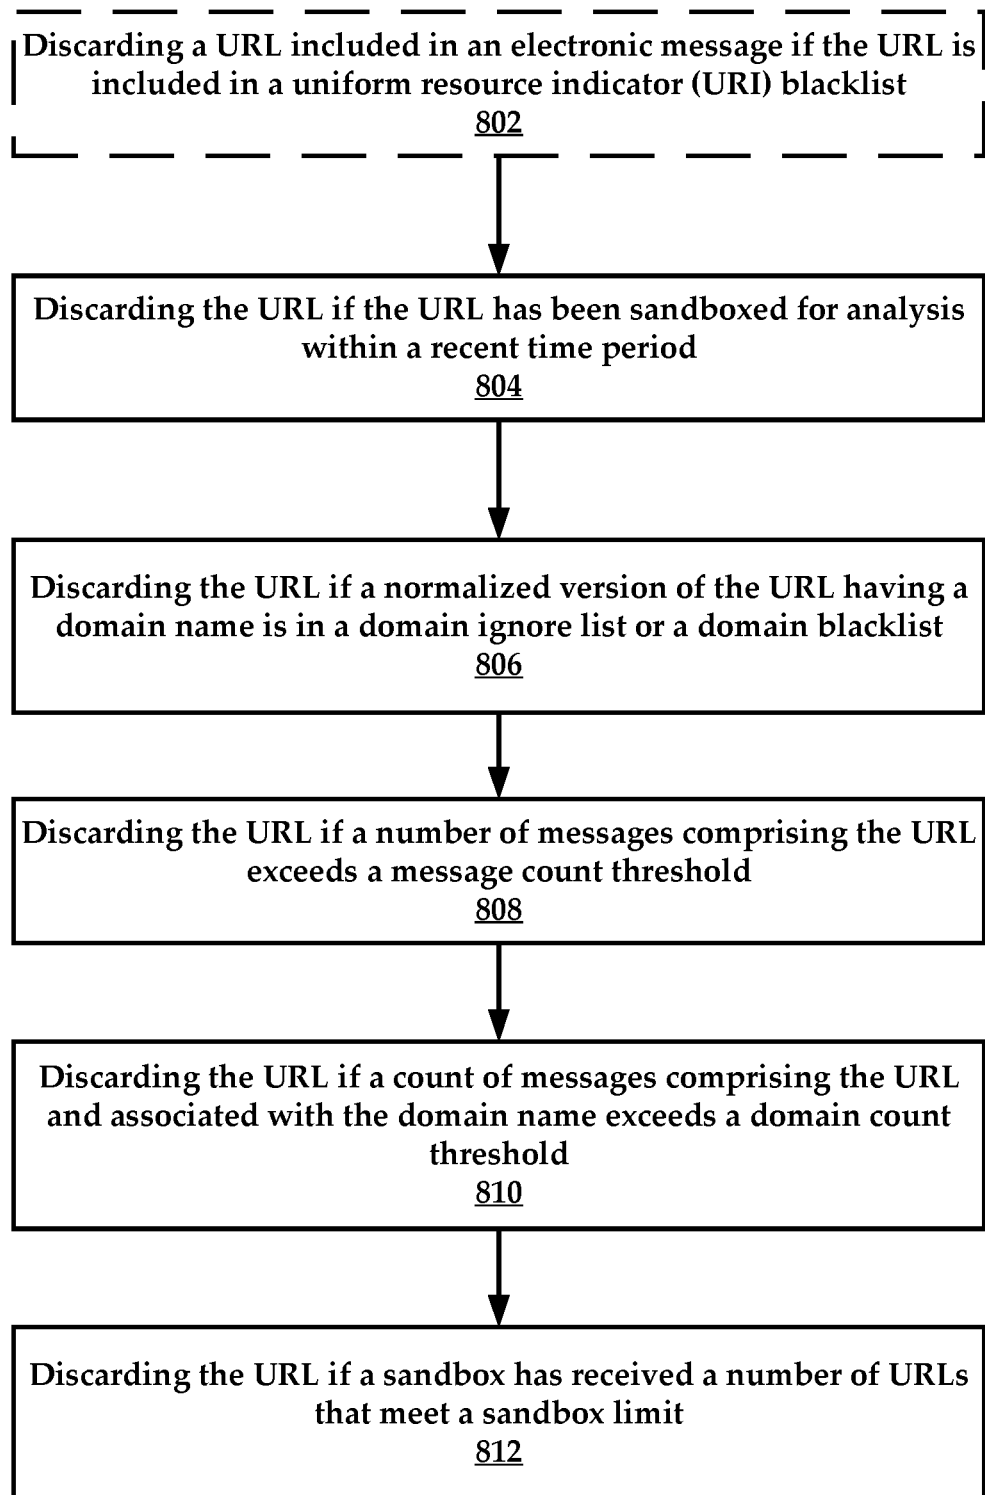 Discarding a URL included in an electronic message if the URL is
included in a uniform resource indicator (URI) blacklist
802
Discarding the URL if the URL has been sandboxed for analysis
within a recent time period
804
Discarding the URL if a normalized version of the URL having a
domain name is in a domain ignore list or a domain blacklist
806
Discarding the URL if a number of messages comprising the URL
exceeds a message count threshold
808
Discarding the URL if a count of messages comprising the URL
and associated with the domain name exceeds a domain count
threshold
810
Discarding the URL if a sandbox has received a number of URLs
that meet a sandbox limit
812